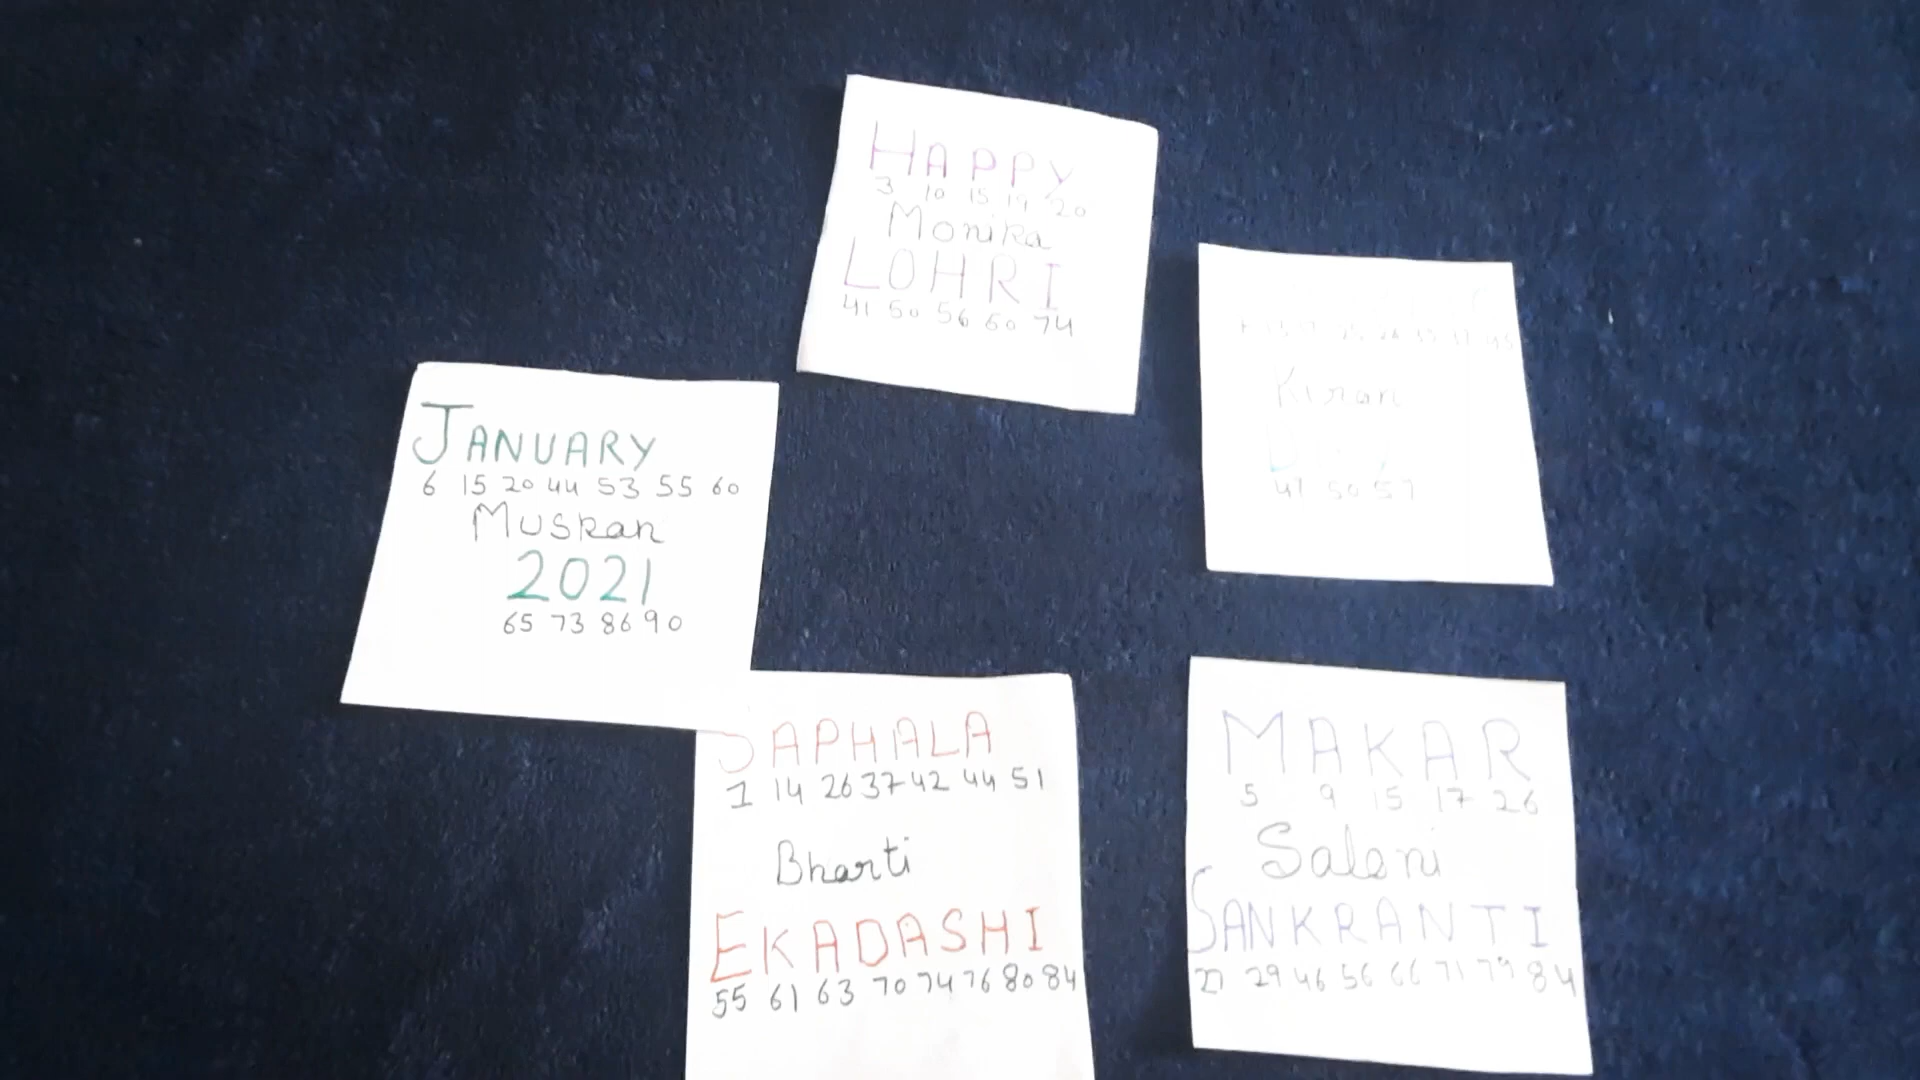 HAPPY
3 10 15 19 20
Monika
LOHRI
41 50 56 60 74
Kiran
47 50 57
JANUARY
6 15 20 44 53 55 60
Muskan
2021
65 73 86 90
SAPHALA
1 14 26 37 42 44 51
Bharti
EKADASHI
55 61 63 70 74 76 80 84
MAKAR
5 9 15 17 26
Saloni
SANKRANTI
27 29 46 56 66 71 79 84